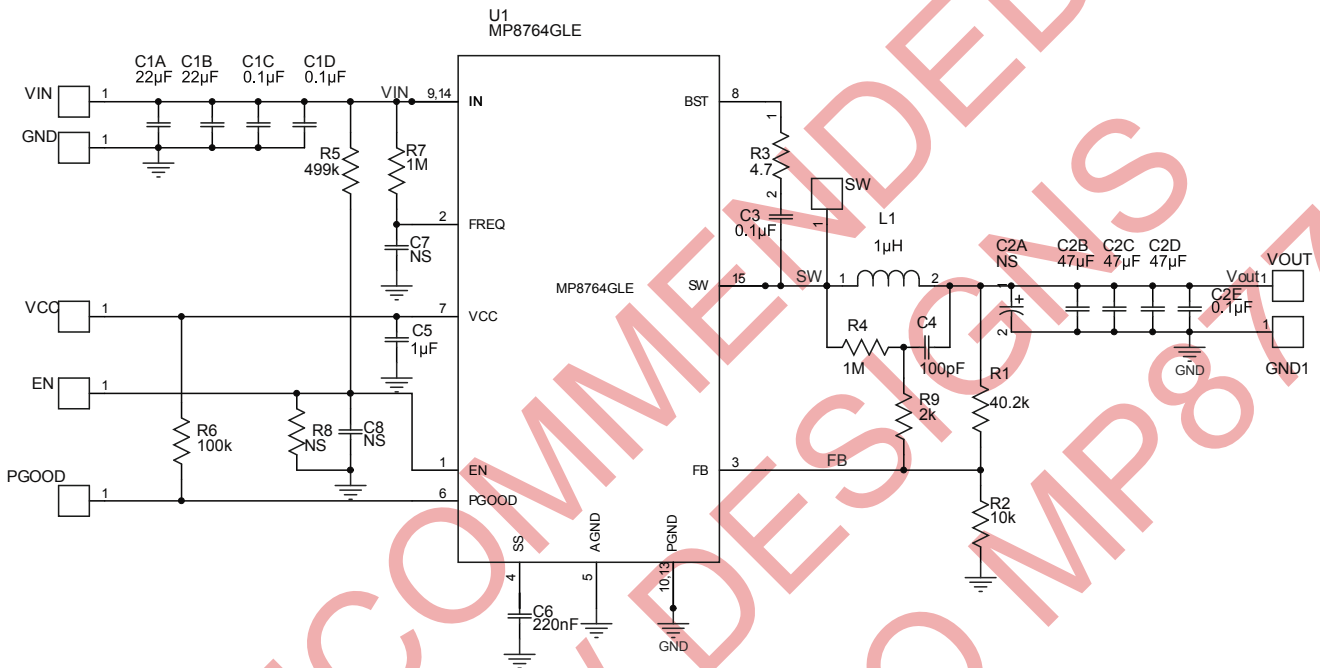 U1
MP8764GLE
C1A
22µF
C1B
22µF
C1C
0.1µF
C1D
0.1µF
VIN
1
GND
1
VIN
9,14
IN
R5
499k
R7
1M
2
FREQ
C7
NS
VCC
1
7
VCC
C5
1µF
EN
1
R6
100k
R8
NS
C8
NS
1
EN
PGOOD
1
6
PGOOD
MP8764GLE
SS
4
C6
220nF
AGND
5
PGND
10,13
GND
BST
8
1
R3
4.7
2
C3
0.1µF
SW
1
SW
15
SW
L1
1µH
1
2
R4
1M
C4
100pF
R9
2k
FB
3
FB
R1
40.2k
R2
10k
C2A
NS
1
+
2
C2B
47µF
C2C
47µF
C2D
47µF
C2E
0.1µF
Vout
1
VOUT
1
GND1
GND
COMMENDED
DESIGNS
O MP87